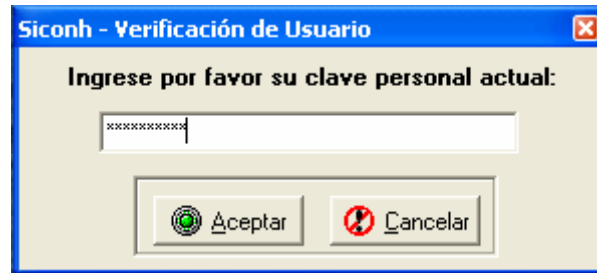 Siconh - Verificación de Usuario
Ingrese por favor su clave personal actual:
**********
Aceptar
Cancelar